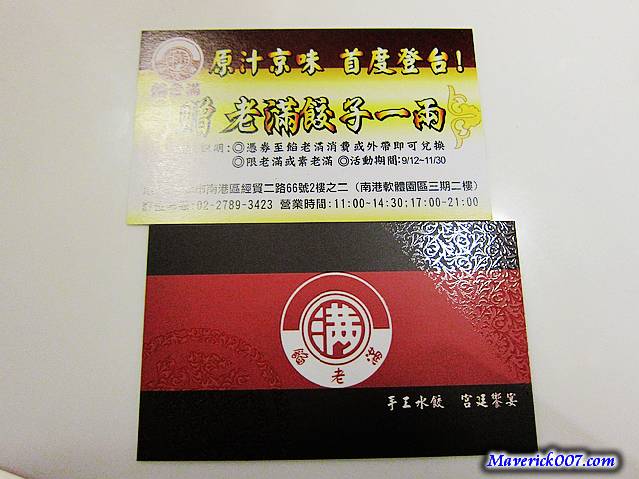 原汁京味 首度登台!
餡老滿
贈 老滿餃子一兩
明:◎憑券至餡老滿消費或外帶即可兌換
◎限老滿或素老滿 ◎活動期間:9/12~11/30
市南港區經貿二路66號2樓之二 (南港軟體園區三期二樓)
02-2789-3423 營業時間:11:00~14:30;17:00~21:00
滿
餡老滿
手工水餃 宮廷饗宴
Maverick007.com